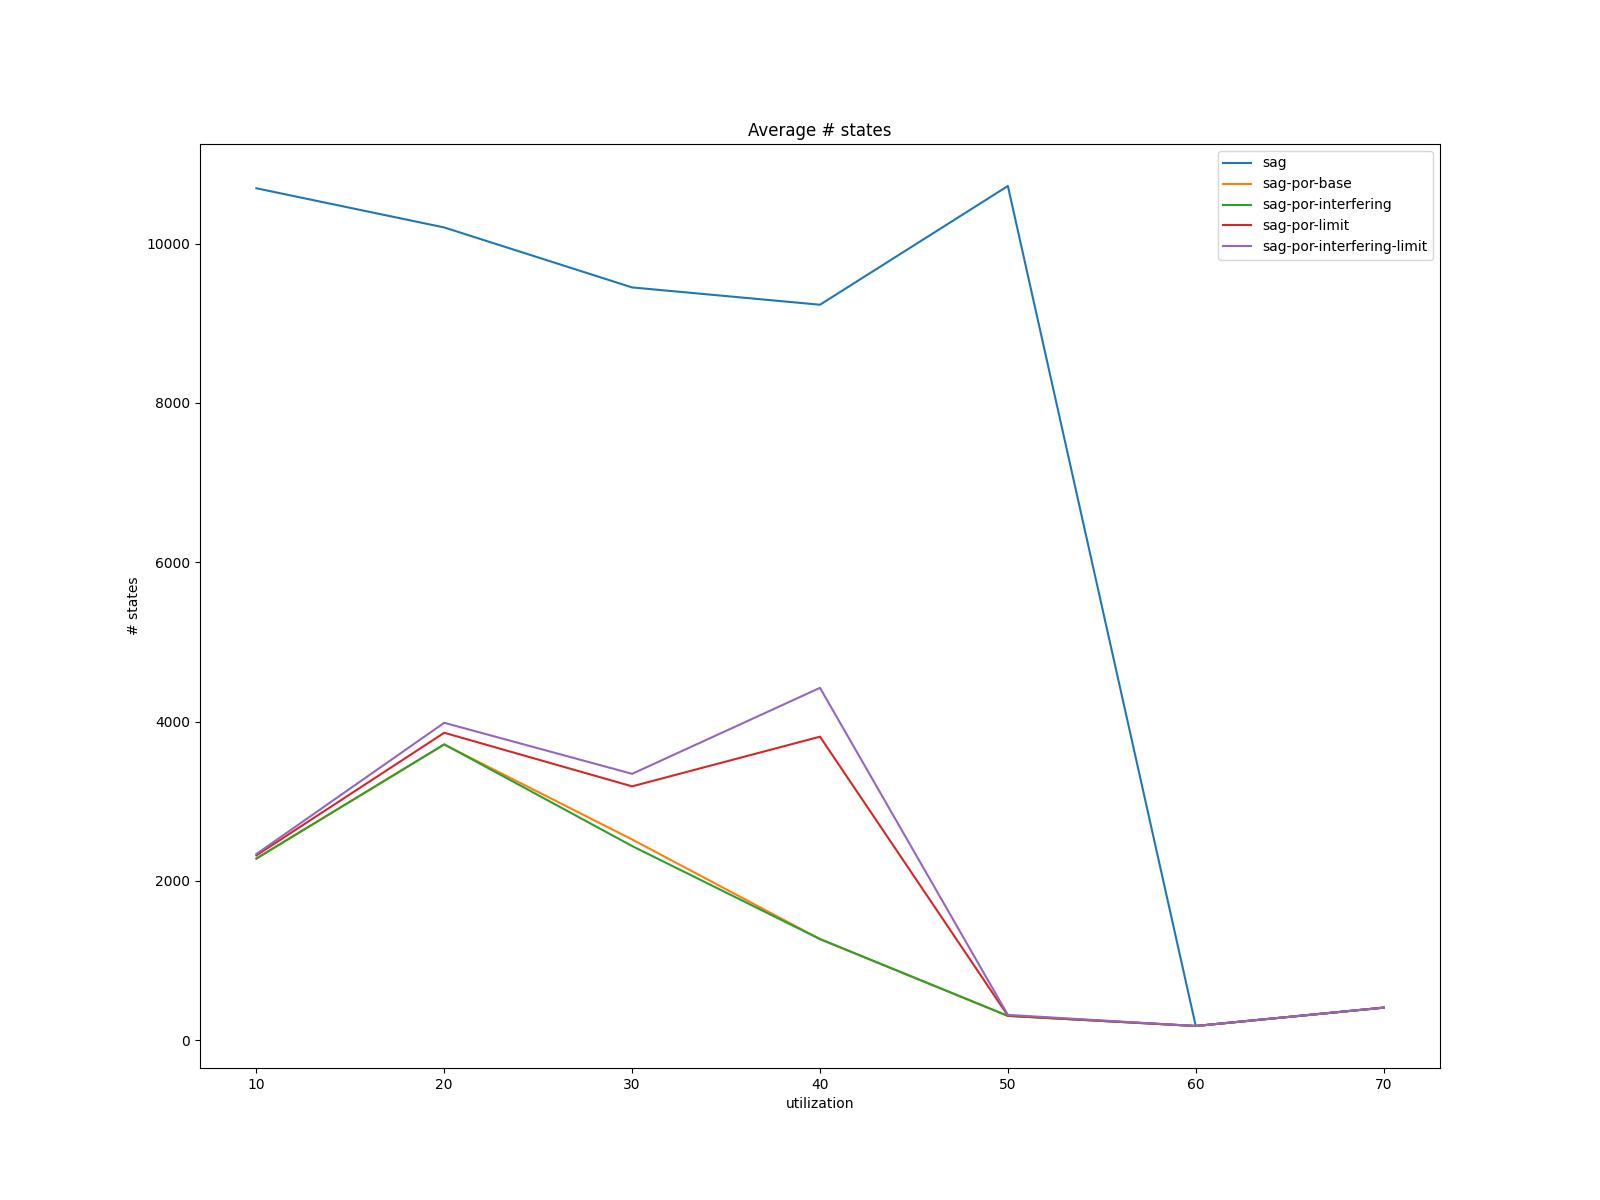 Average # states
sag
sag-por-base
sag-por-interfering
sag-por-limit
sag-por-interfering-limit
10000
8000
6000
4000
2000
0
# states
10 20 30 40 50 60 70
utilization